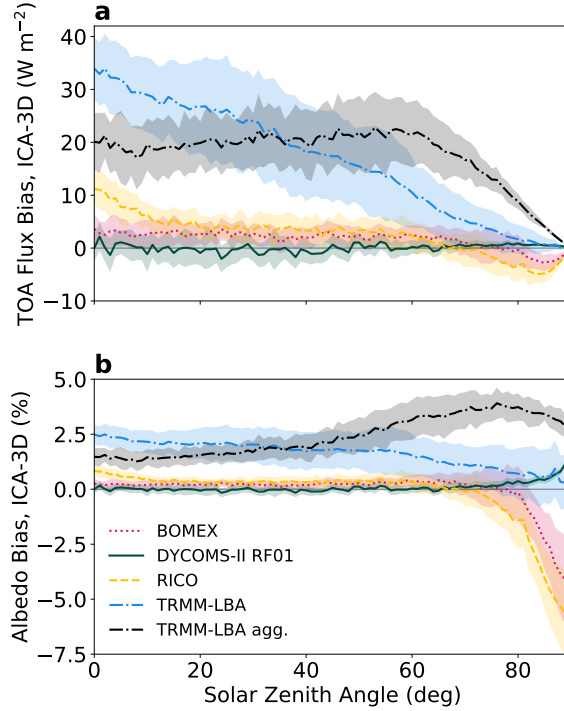 a
TOA Flux Bias, ICA-3D (W m⁻²)
40
30
20
10
0
−10
b
Albedo Bias, ICA-3D (%)
5.0
2.5
0.0
−2.5
−5.0
−7.5
BOMEX
DYCOMS-II RF01
RICO
TRMM-LBA
TRMM-LBA agg.
0 20 40 60 80
Solar Zenith Angle (deg)